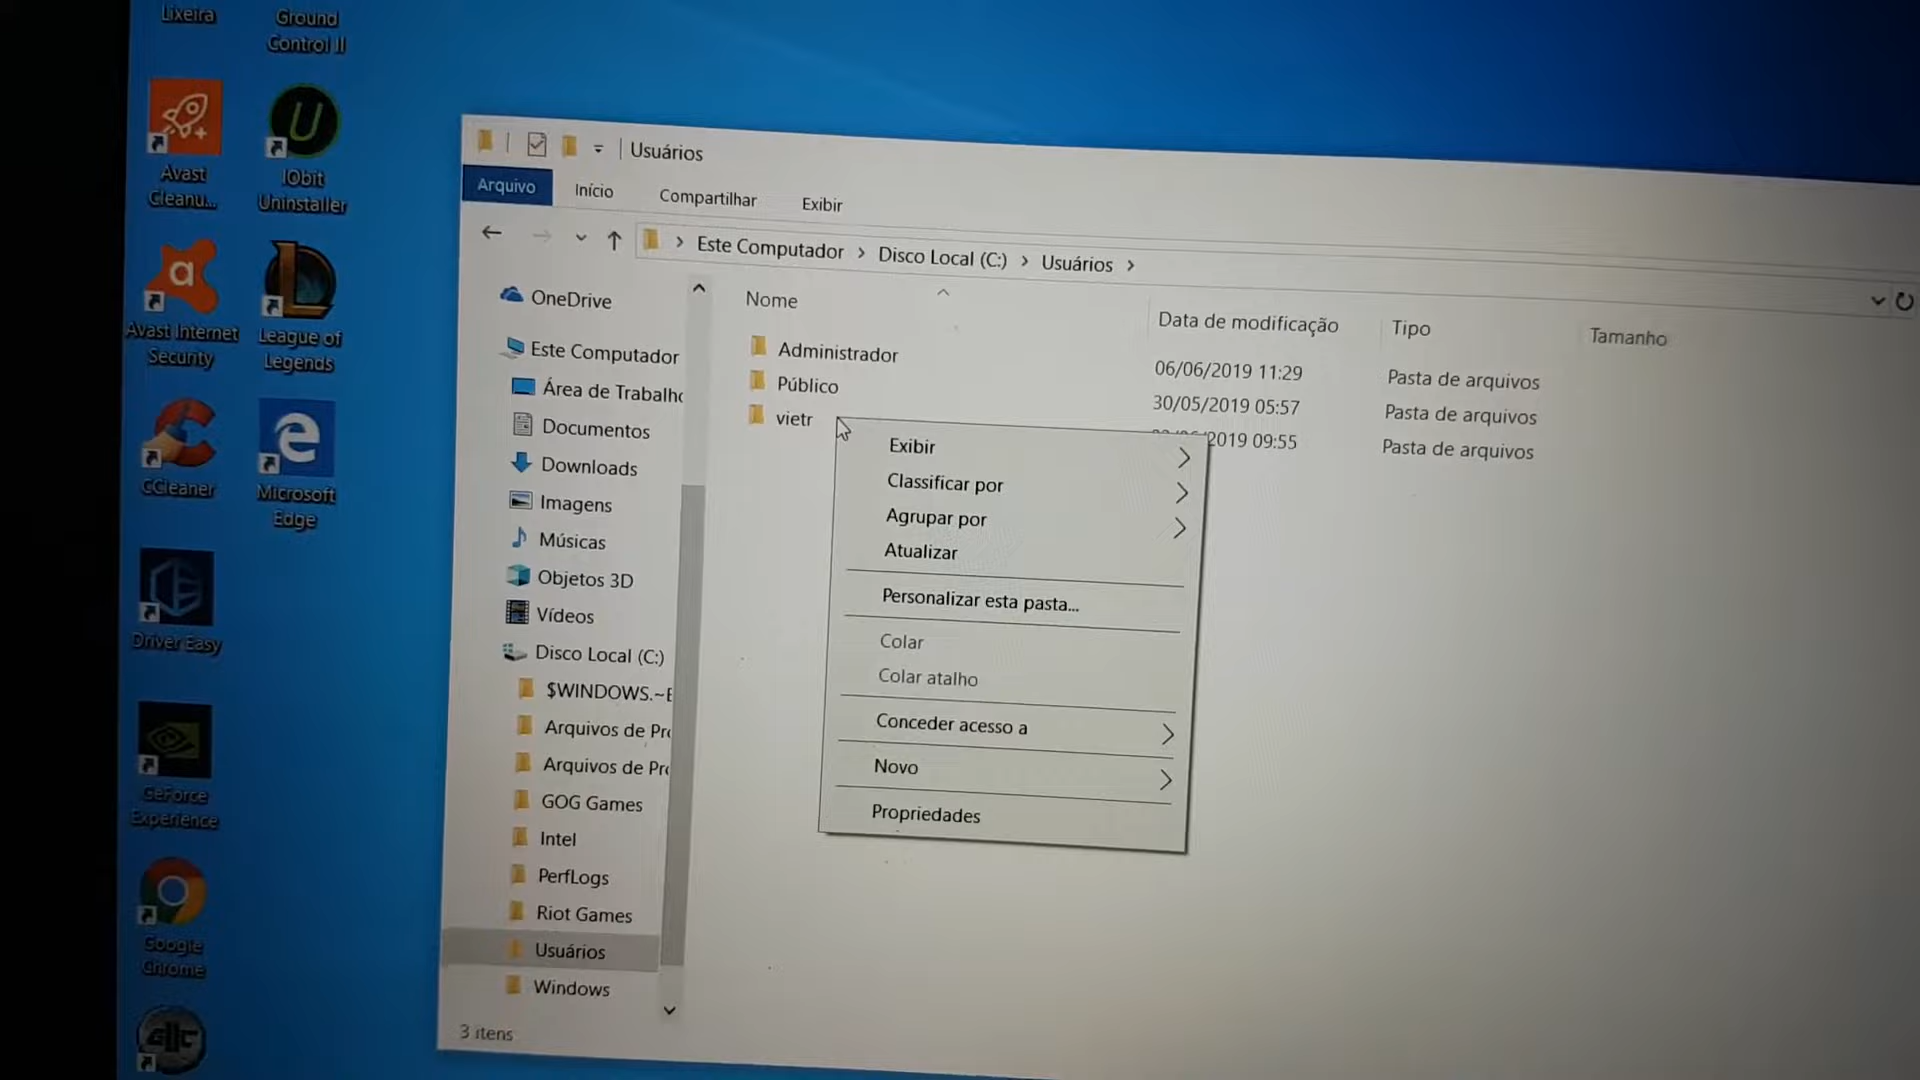 Lixeira
Ground
Control II
Avast
Cleanu...
IObit
Uninstaller
Avast Internet
Security
League of
Legends
CCleaner
Microsoft
Edge
Driver Easy
GeForce
Experience
Google
Chrome
Usuários
Arquivo
Início
Compartilhar
Exibir
Este Computador
Disco Local (C:)
Usuários
OneDrive
Este Computador
Área de Trabalho
Documentos
Downloads
Imagens
Músicas
Objetos 3D
Vídeos
Disco Local (C:)
$WINDOWS.~B
Arquivos de Pro
Arquivos de Pro
GOG Games
Intel
PerfLogs
Riot Games
Usuários
Windows
3 itens
Nome
Data de modificação
Tipo
Tamanho
Administrador
06/06/2019 11:29
Pasta de arquivos
Público
30/05/2019 05:57
Pasta de arquivos
vietr
2019 09:55
Pasta de arquivos
Exibir
Classificar por
Agrupar por
Atualizar
Personalizar esta pasta...
Colar
Colar atalho
Conceder acesso a
Novo
Propriedades